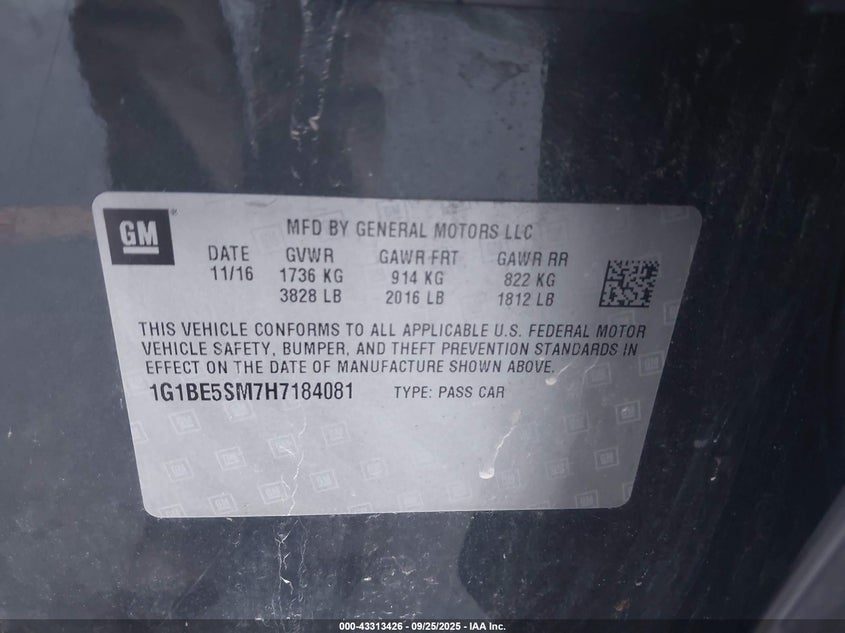 GM®
MFD BY GENERAL MOTORS LLC
DATE GVWR GAWR FRT GAWR RR
11/16 1736 KG 914 KG 822 KG
3828 LB 2016 LB 1812 LB
THIS VEHICLE CONFORMS TO ALL APPLICABLE U.S. FEDERAL MOTOR
VEHICLE SAFETY, BUMPER, AND THEFT PREVENTION STANDARDS IN
EFFECT ON THE DATE OF MANUFACTURE SHOWN ABOVE.
1G1BE5SM7H7184081 TYPE: PASS CAR
000-43313426 - 09/25/2025 - IAA Inc.